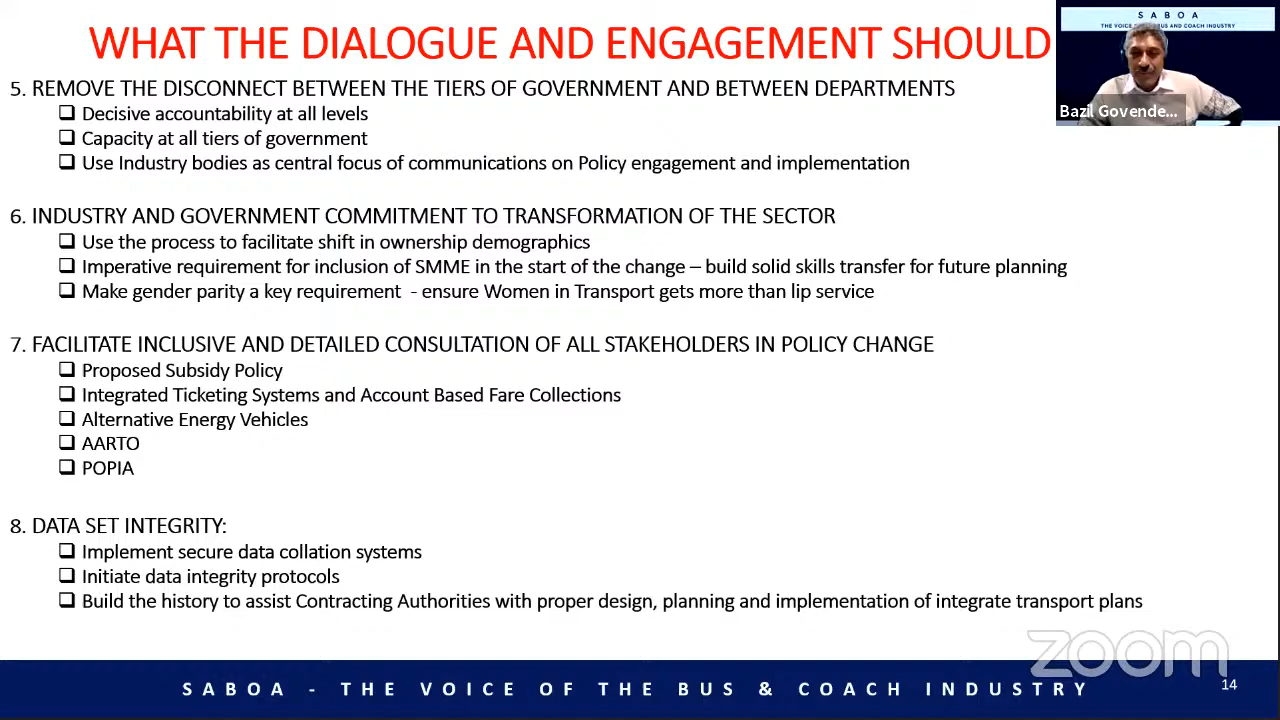 WHAT THE DIALOGUE AND ENGAGEMENT SHOULD
SABOA
5. REMOVE THE DISCONNECT BETWEEN THE TIERS OF GOVERNMENT AND BETWEEN DEPARTMENTS
❑ Decisive accountability at all levels
❑ Capacity at all tiers of government
❑ Use Industry bodies as central focus of communications on Policy engagement and implementation
Bazil Govende...
6. INDUSTRY AND GOVERNMENT COMMITMENT TO TRANSFORMATION OF THE SECTOR
❑ Use the process to facilitate shift in ownership demographics
❑ Imperative requirement for inclusion of SMME in the start of the change – build solid skills transfer for future planning
❑ Make gender parity a key requirement - ensure Women in Transport gets more than lip service
7. FACILITATE INCLUSIVE AND DETAILED CONSULTATION OF ALL STAKEHOLDERS IN POLICY CHANGE
❑ Proposed Subsidy Policy
❑ Integrated Ticketing Systems and Account Based Fare Collections
❑ Alternative Energy Vehicles
❑ AARTO
❑ POPIA
8. DATA SET INTEGRITY:
❑ Implement secure data collation systems
❑ Initiate data integrity protocols
❑ Build the history to assist Contracting Authorities with proper design, planning and implementation of integrate transport plans
zoom
SABOA - THE VOICE OF THE BUS & COACH INDUSTRY
14